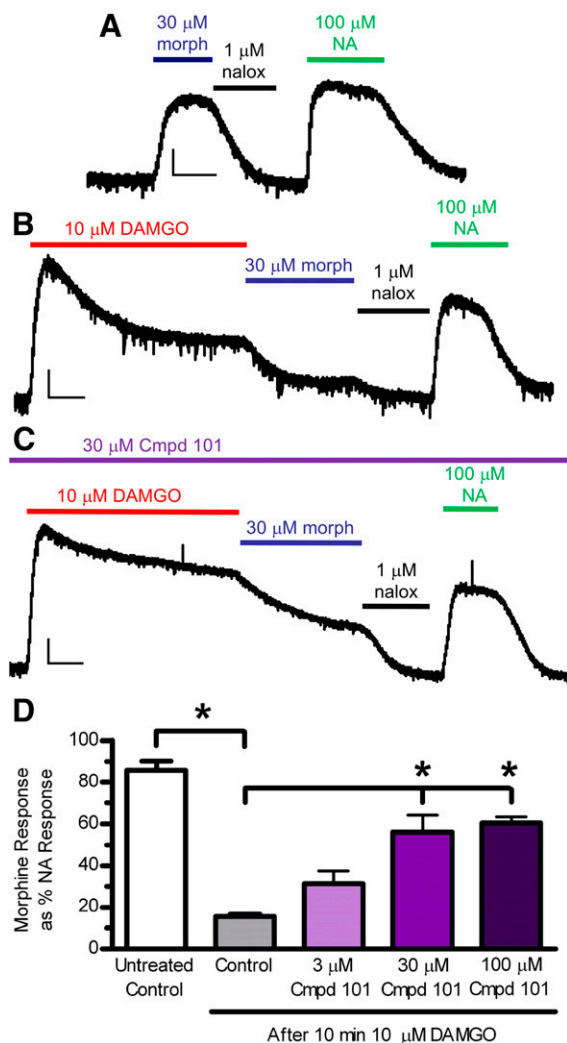 A
30 μM
morph
1 μM
nalox
100 μM
NA
B
10 μM DAMGO
30 μM morph
1 μM
nalox
100 μM
NA
C
30 μM Cmpd 101
10 μM DAMGO
30 μM morph
1 μM
nalox
100 μM
NA
D
Morphine Response
as % NA Response
100
80
60
40
20
0
*
*
*
Untreated
Control
Control
3 μM
Cmpd 101
30 μM
Cmpd 101
100 μM
Cmpd 101
After 10 min 10 μM DAMGO